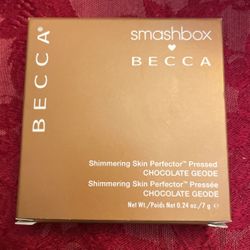 BECCA®
smashbox
♥
BECCA
Shimmering Skin Perfector™ Pressed
CHOCOLATE GEODE
Shimmering Skin Perfector™ Pressée
CHOCOLATE GEODE
Net Wt./Poids Net 0.24 oz./7 g ℮